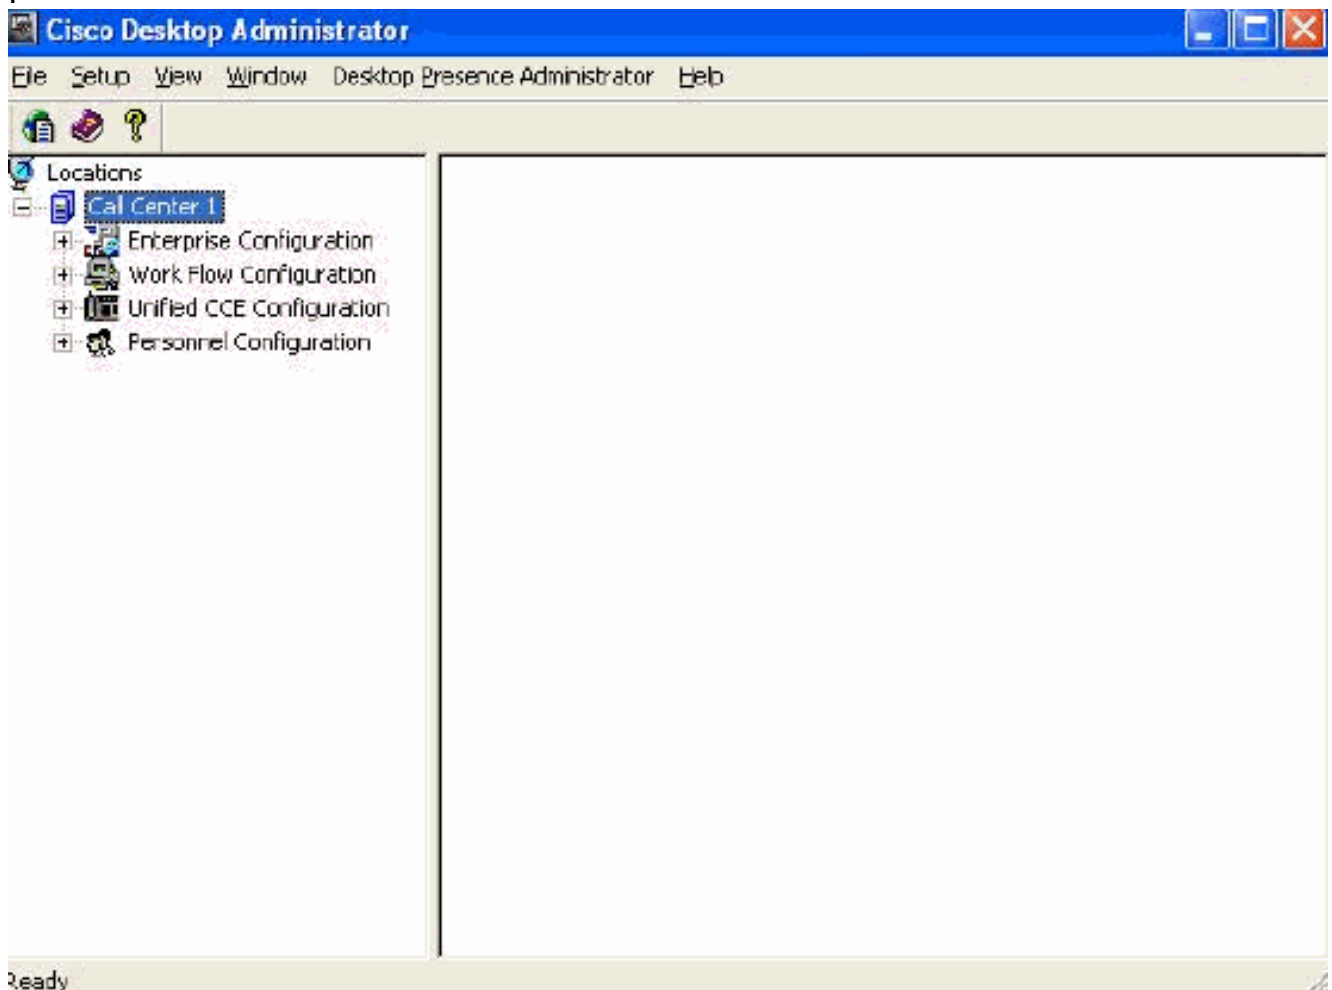 Cisco Desktop Administrator
File Setup View Window Desktop Presence Administrator Help
Locations
Call Center 1
Enterprise Configuration
Work Flow Configuration
Unified CCE Configuration
Personnel Configuration
Ready